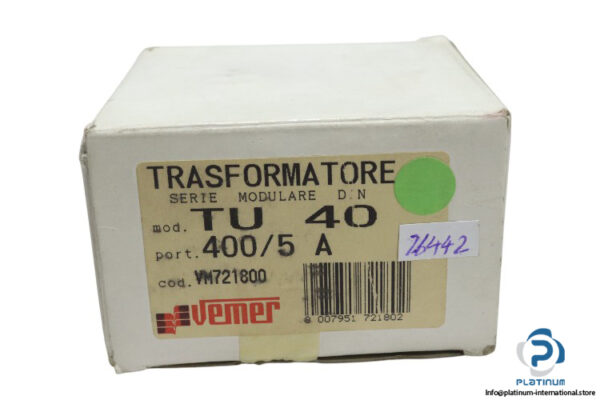 TRASFORMATORE
SERIE MODULARE DIN
mod. TU 40
port. 400/5 A
26442
cod. VM721800
Vemer
8 007951 721802
PLATINUM
Info@platinum-international.store